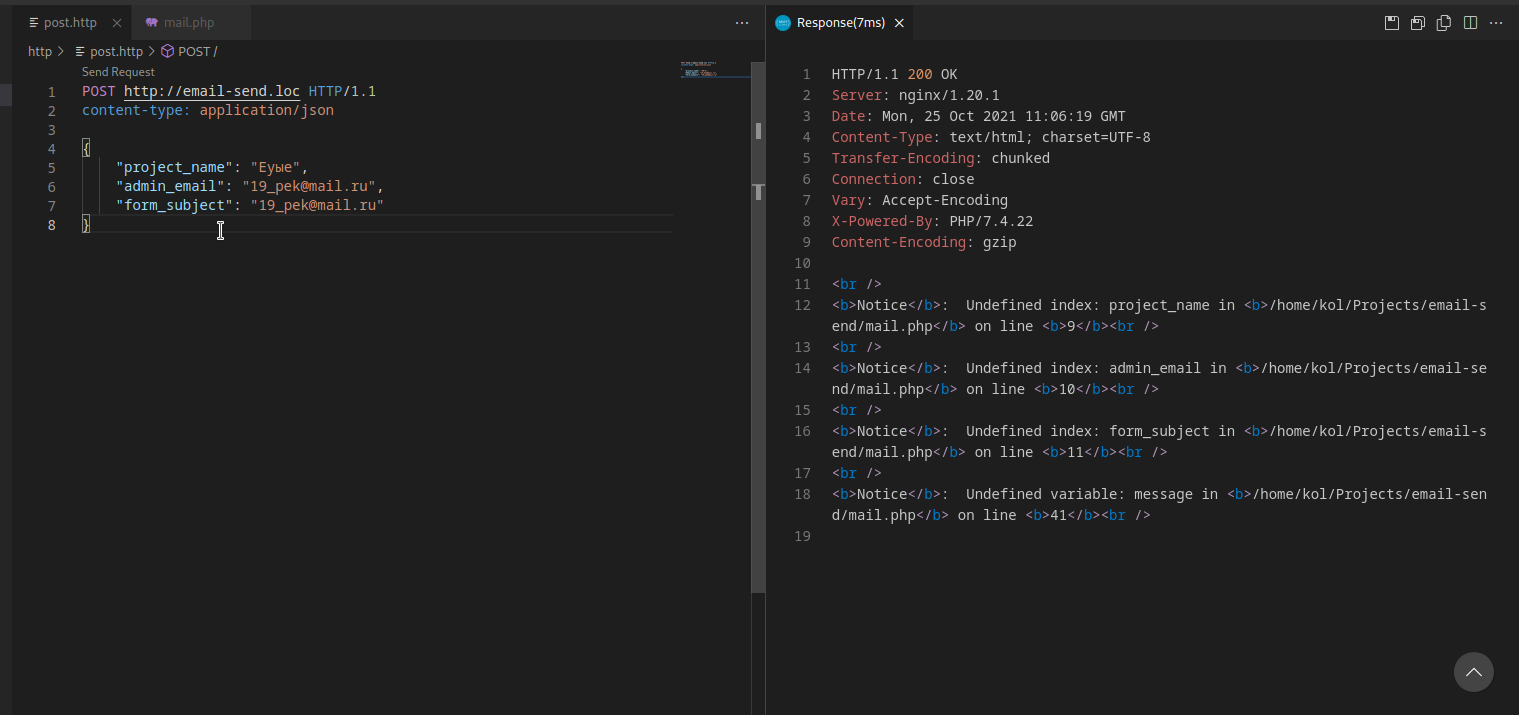 post.http
mail.php
http > post.http > POST /
Send Request
1 POST http://email-send.loc HTTP/1.1
2 content-type: application/json
3
4 {
5 "project_name": "Еуые",
6 "admin_email": "19_pek@mail.ru",
7 "form_subject": "19_pek@mail.ru"
8 }
Response(7ms)
1 HTTP/1.1 200 OK
2 Server: nginx/1.20.1
3 Date: Mon, 25 Oct 2021 11:06:19 GMT
4 Content-Type: text/html; charset=UTF-8
5 Transfer-Encoding: chunked
6 Connection: close
7 Vary: Accept-Encoding
8 X-Powered-By: PHP/7.4.22
9 Content-Encoding: gzip
10
11 <br />
12 <b>Notice</b>:  Undefined index: project_name in <b>/home/kol/Projects/email-s
end/mail.php</b> on line <b>9</b><br />
13 <br />
14 <b>Notice</b>:  Undefined index: admin_email in <b>/home/kol/Projects/email-se
nd/mail.php</b> on line <b>10</b><br />
15 <br />
16 <b>Notice</b>:  Undefined index: form_subject in <b>/home/kol/Projects/email-s
end/mail.php</b> on line <b>11</b><br />
17 <br />
18 <b>Notice</b>:  Undefined variable: message in <b>/home/kol/Projects/email-sen
d/mail.php</b> on line <b>41</b><br />
19